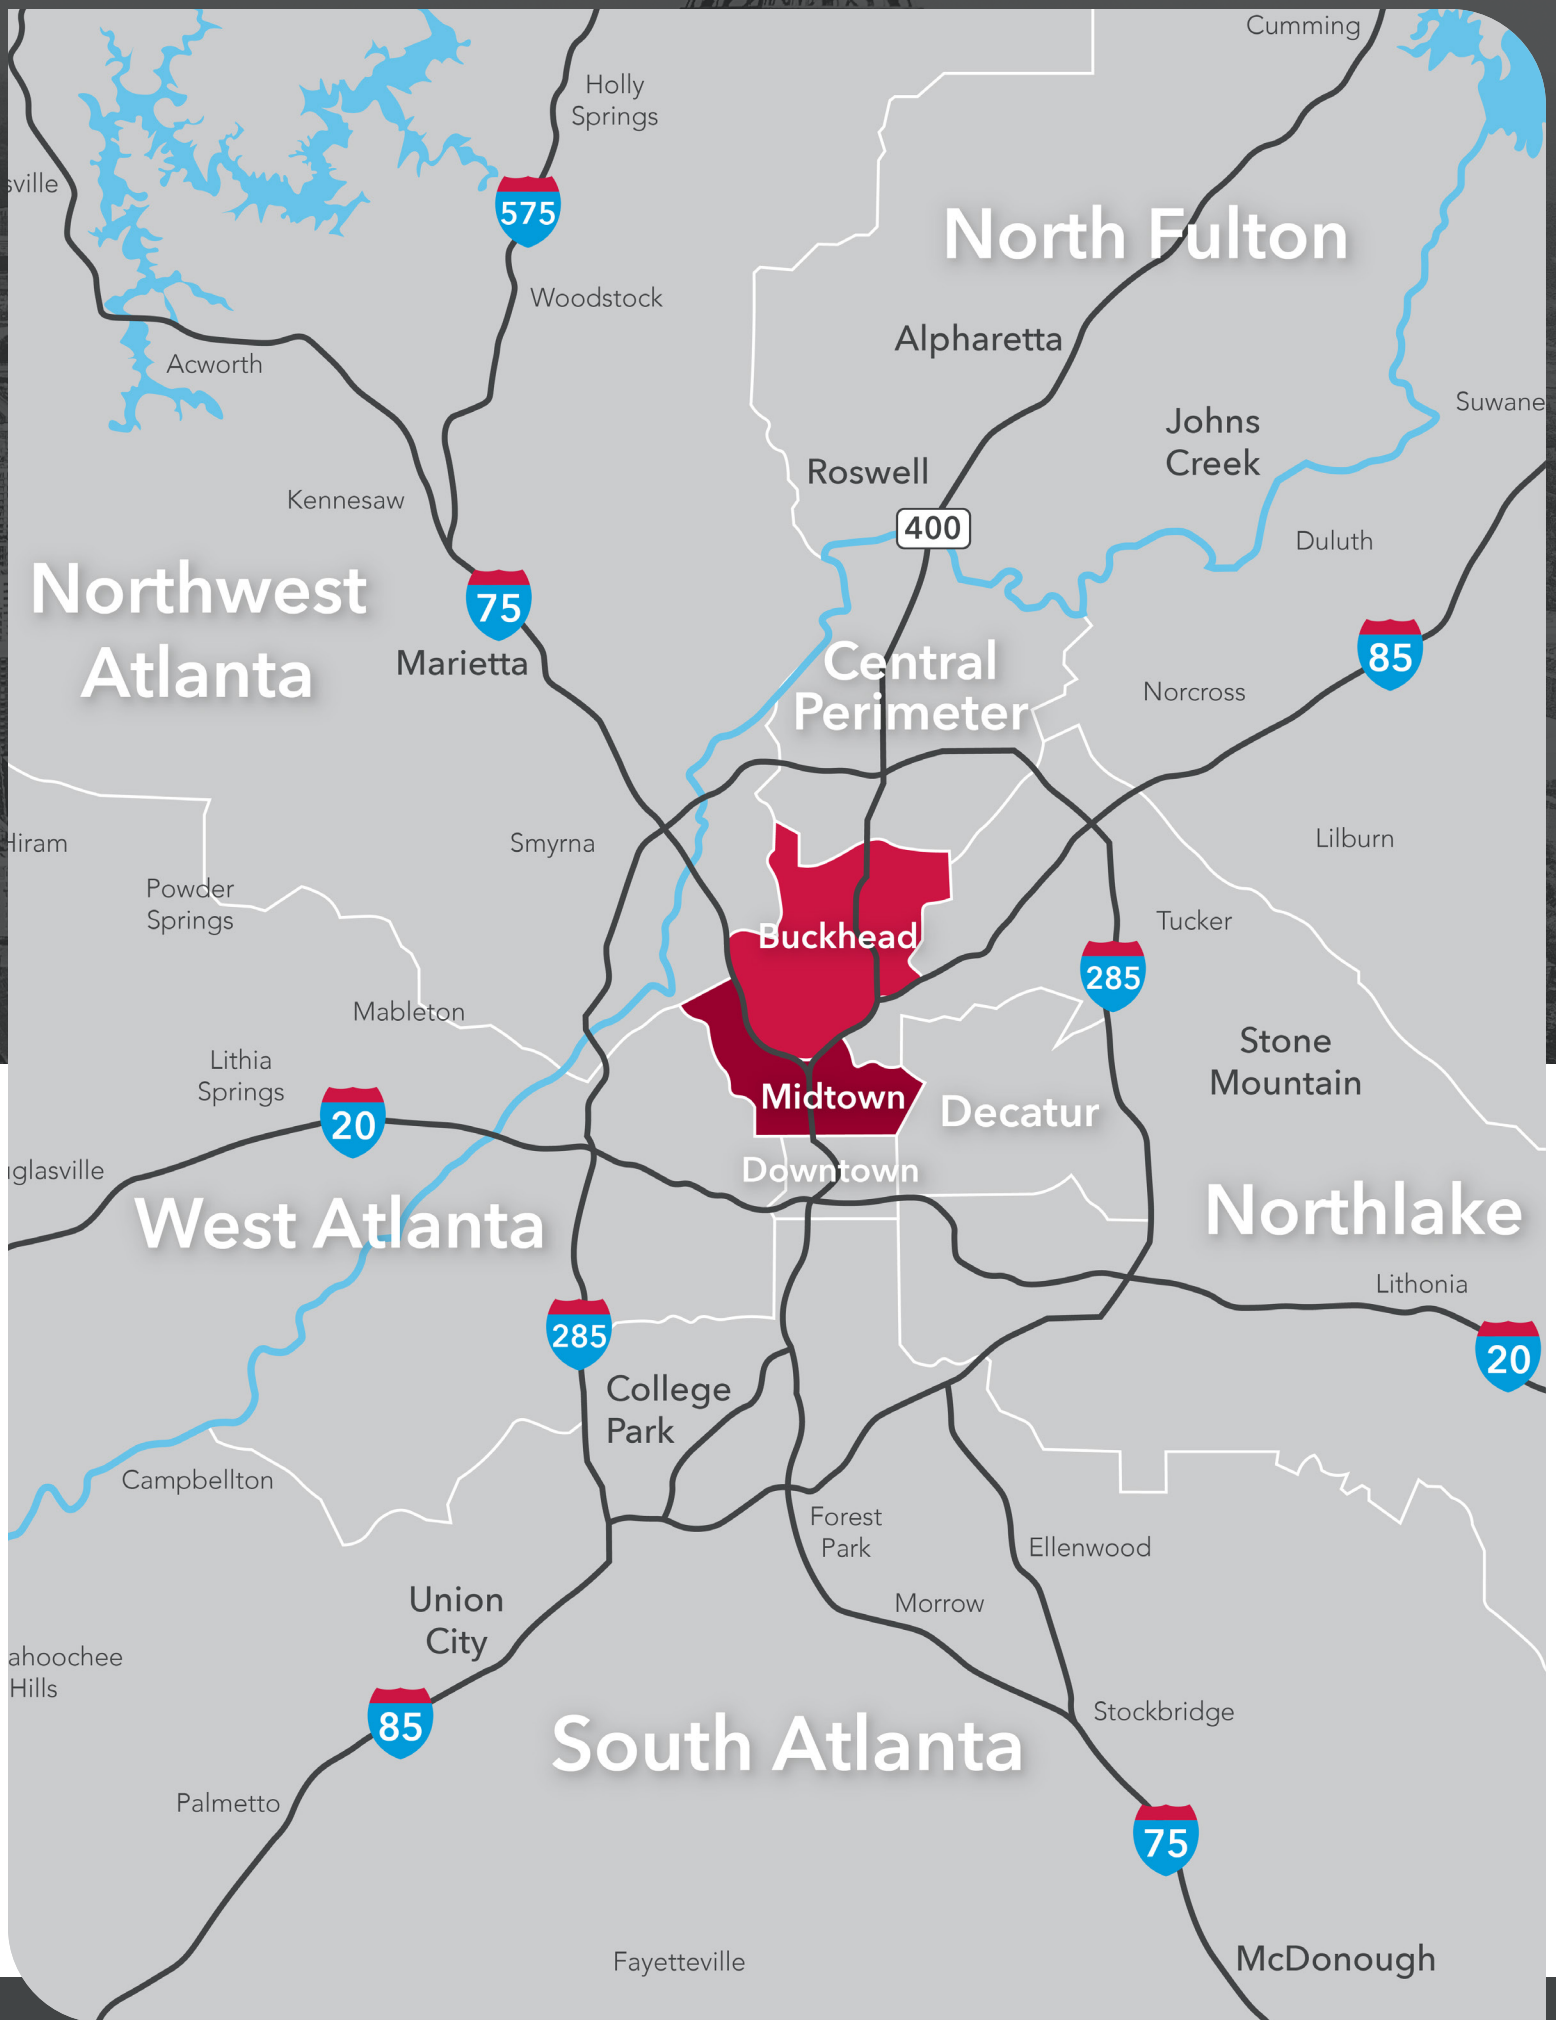 Cumming
Holly
Springs
sville
575
North Fulton
Woodstock
Alpharetta
Acworth
Suwane
Johns
Creek
Roswell
Kennesaw
400
Duluth
Northwest
Atlanta
75
85
Marietta
Central
Perimeter
Norcross
Smyrna
Lilburn
Hiram
Powder
Springs
Tucker
Buckhead
285
Mableton
Stone
Mountain
Lithia
Springs
20
Midtown
Decatur
Downtown
glasville
West Atlanta
Northlake
Lithonia
285
20
College
Park
Campbellton
Forest
Park
Ellenwood
Union
City
Morrow
ahoochee
Hills
85
Stockbridge
South Atlanta
Palmetto
75
Fayetteville
McDonough